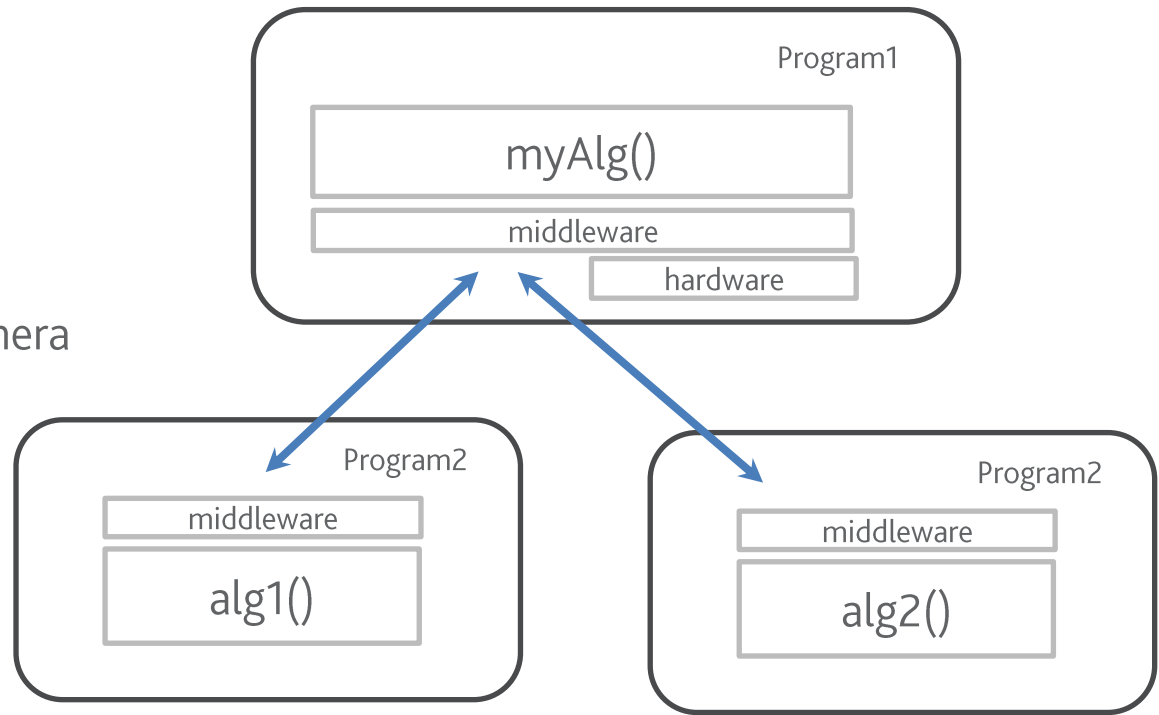 Program1
myAlg()
middleware
hardware
Program2
middleware
alg1()
Program2
middleware
alg2()